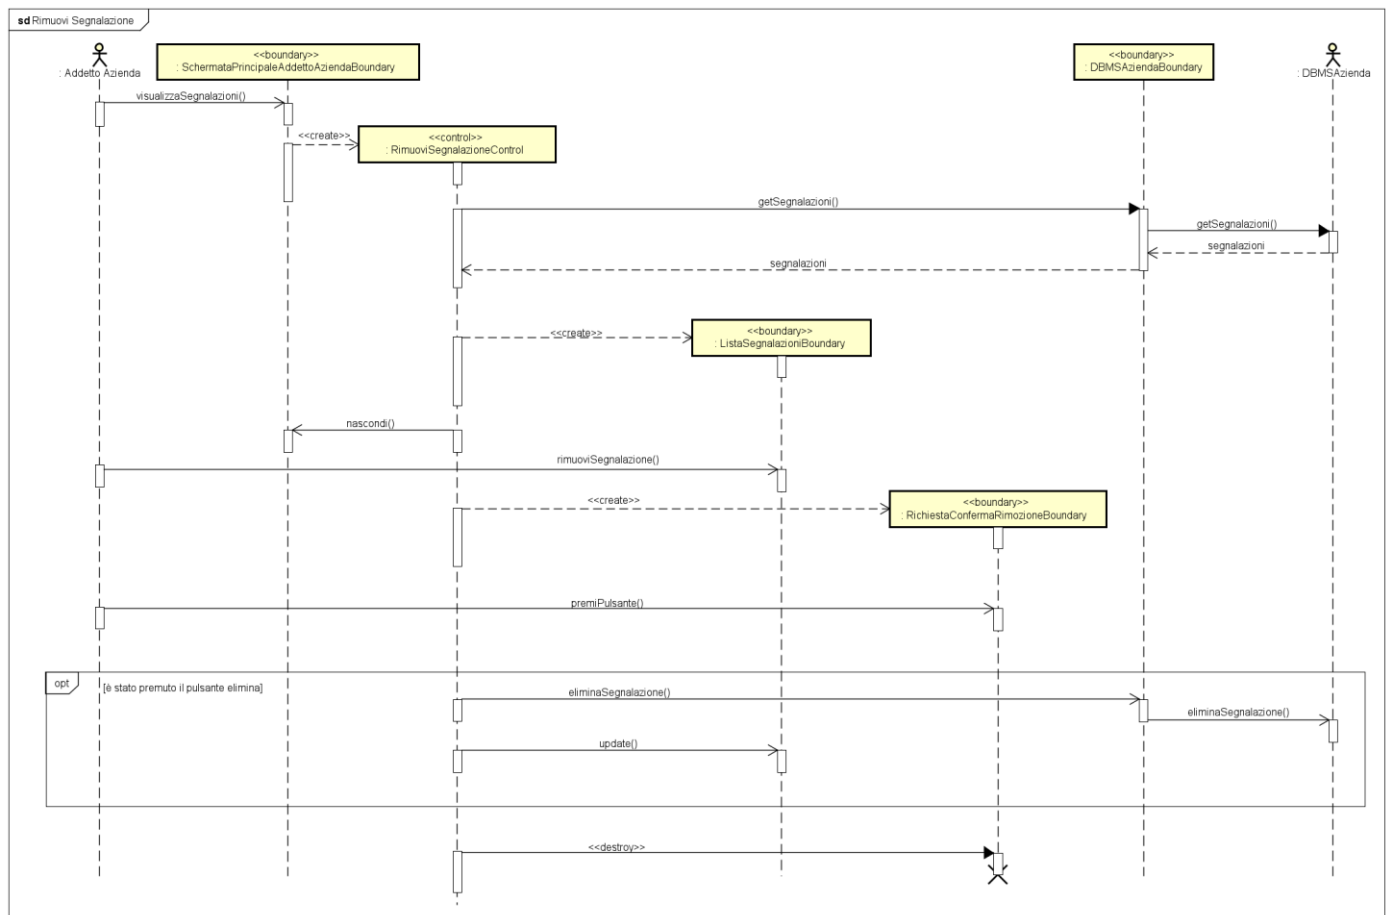 sd Rimuovi Segnalazione
: Addetto Azienda
<<boundary>>
: SchermataPrincipaleAddettoAziendaBoundary
<<boundary>>
: DBMSAziendaBoundary
: DBMSAzienda
visualizzaSegnalazioni()
<<create>>
<<control>>
: RimuoviSegnalazioneControl
getSegnalazioni()
getSegnalazioni()
segnalazioni
segnalazioni
<<create>>
<<boundary>>
: ListaSegnalazioniBoundary
nascondi()
rimuoviSegnalazione()
<<create>>
<<boundary>>
: RichiestaConfermaRimozioneBoundary
premiPulsante()
opt
[è stato premuto il pulsante elimina]
eliminaSegnalazione()
eliminaSegnalazione()
update()
<<destroy>>